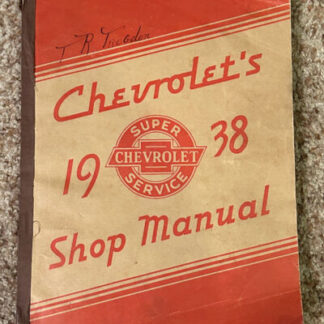 T R
Chevrolet's
19 38
SUPER
CHEVROLET
SERVICE
Shop Manual